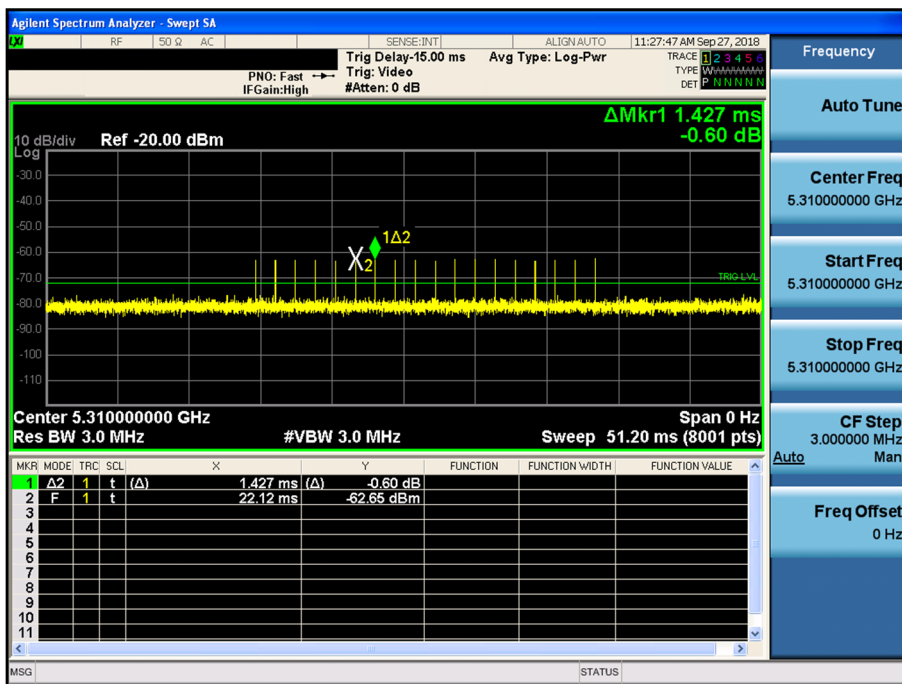 Agilent Spectrum Analyzer - Swept SA
LXI RF 50 Ω AC SENSE:INT ALIGN AUTO 11:27:47 AM Sep 27, 2018
Trig Delay-15.00 ms Avg Type: Log-Pwr TRACE 1 2 3 4 5 6
PNO: Fast Trig: Video TYPE WWWWWW
IFGain:High #Atten: 0 dB DET P N N N N N
ΔMkr1 1.427 ms
-0.60 dB
10 dB/div Ref -20.00 dBm
Log
-30.0
-40.0
-50.0
-60.0
-70.0
-80.0
-90.0
-100
-110
1Δ2
X2
TRIG LVL
Center 5.310000000 GHz Span 0 Hz
Res BW 3.0 MHz #VBW 3.0 MHz Sweep 51.20 ms (8001 pts)
MKR MODE TRC SCL X Y FUNCTION FUNCTION WIDTH FUNCTION VALUE
1 Δ2 1 t (Δ) 1.427 ms (Δ) -0.60 dB
2 F 1 t 22.12 ms -62.65 dBm
3
4
5
6
7
8
9
10
11
MSG STATUS
Frequency
Auto Tune
Center Freq
5.310000000 GHz
Start Freq
5.310000000 GHz
Stop Freq
5.310000000 GHz
CF Step
3.000000 MHz
Auto Man
Freq Offset
0 Hz